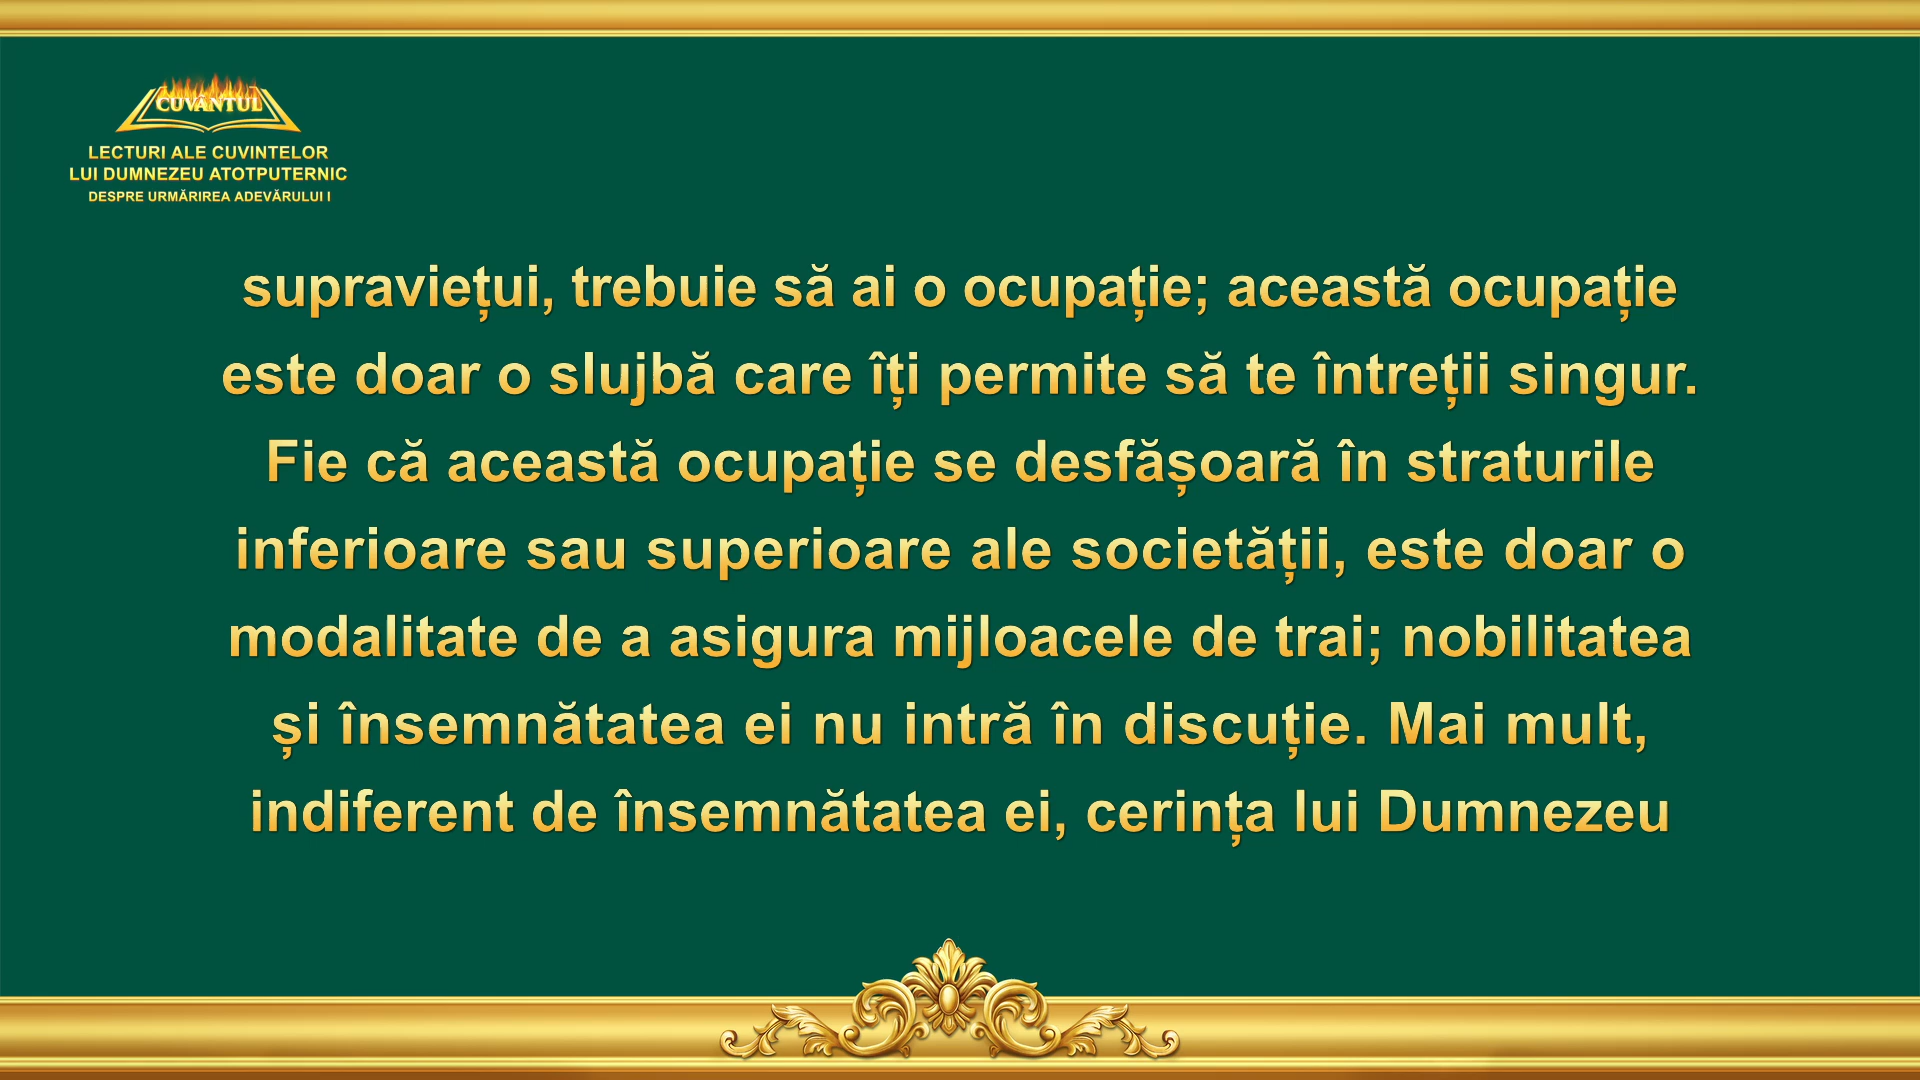 CUVÂNTUL
LECTURI ALE CUVINTELOR
LUI DUMNEZEU ATOTPUTERNIC
DESPRE URMĂRIREA ADEVĂRULUI I
supraviețui, trebuie să ai o ocupație; această ocupație
este doar o slujbă care îți permite să te întreții singur.
Fie că această ocupație se desfășoară în straturile
inferioare sau superioare ale societății, este doar o
modalitate de a asigura mijloacele de trai; nobilitatea
și însemnătatea ei nu intră în discuție. Mai mult,
indiferent de însemnătatea ei, cerința lui Dumnezeu